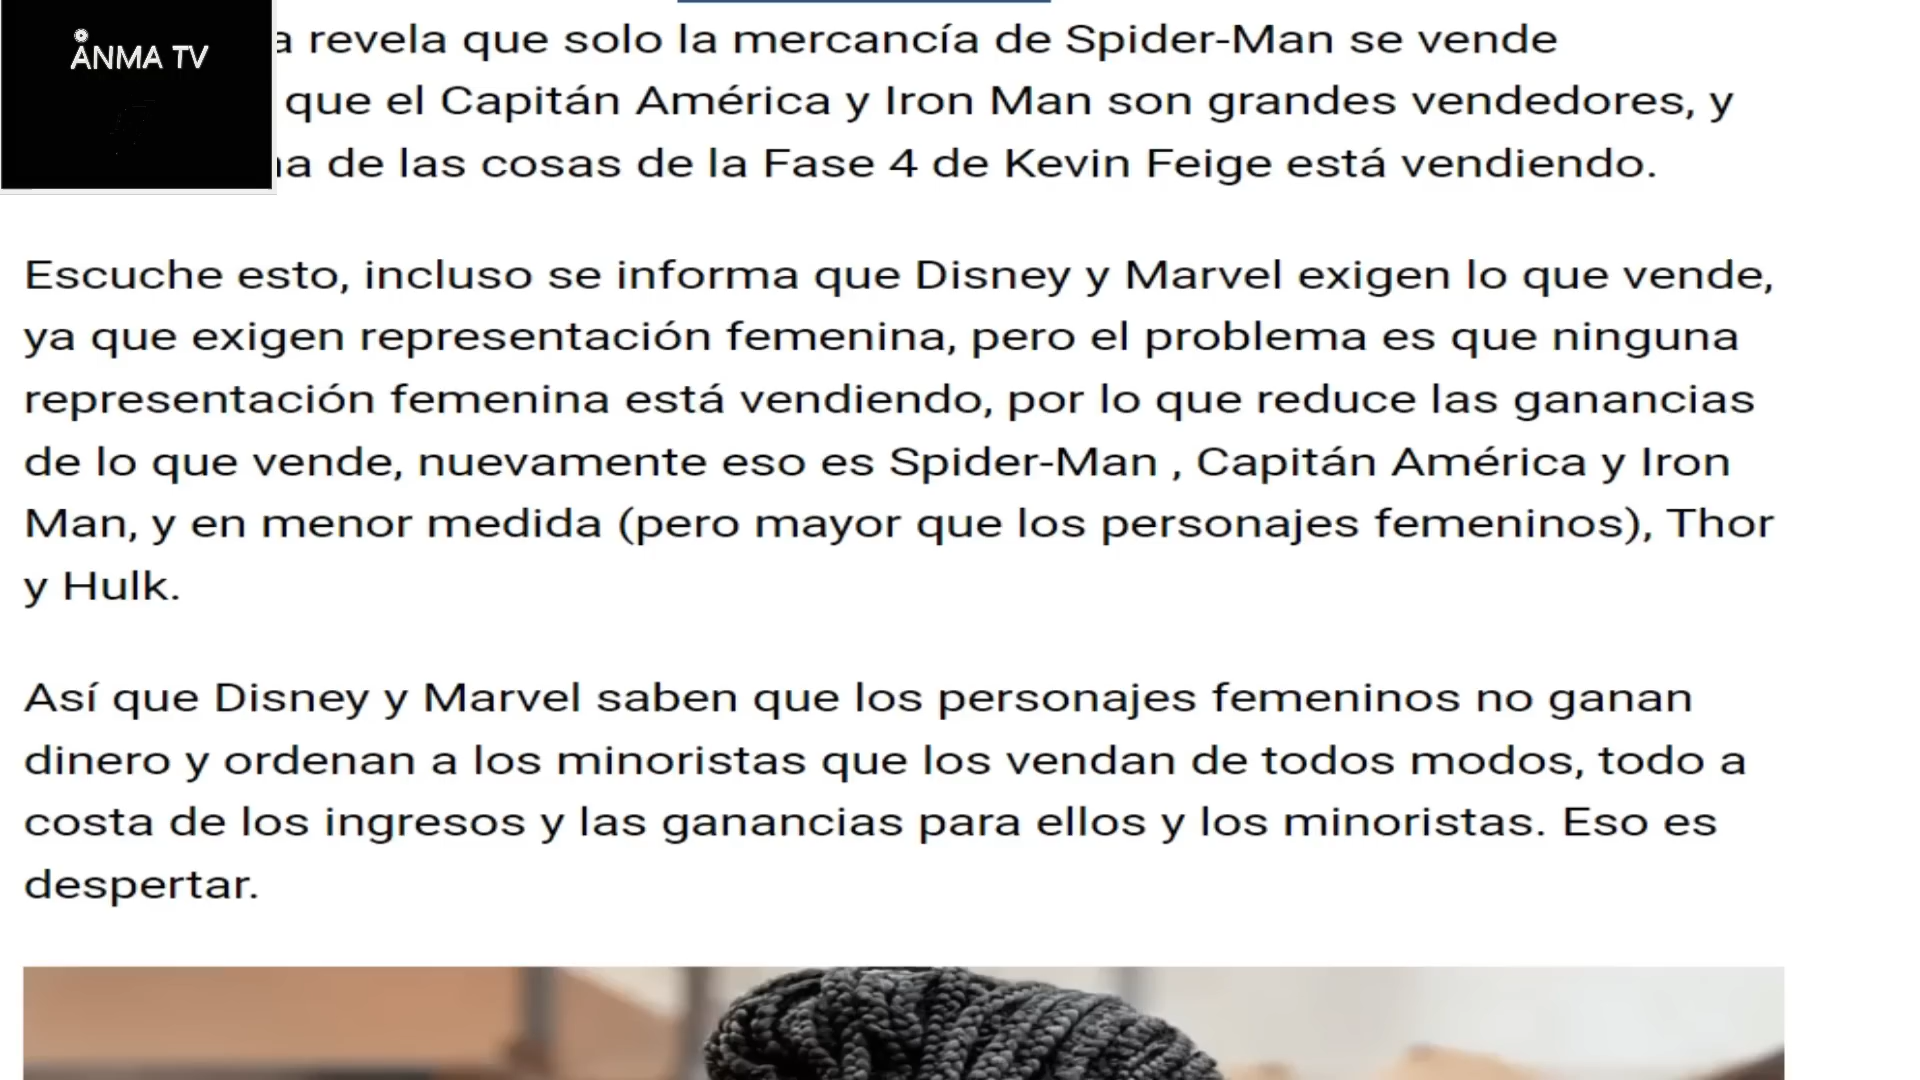 ANMA TV
revela que solo la mercancía de Spider-Man se vende
que el Capitán América y Iron Man son grandes vendedores, y
de las cosas de la Fase 4 de Kevin Feige está vendiendo.
Escuche esto, incluso se informa que Disney y Marvel exigen lo que vende,
ya que exigen representación femenina, pero el problema es que ninguna
representación femenina está vendiendo, por lo que reduce las ganancias
de lo que vende, nuevamente eso es Spider-Man , Capitán América y Iron
Man, y en menor medida (pero mayor que los personajes femeninos), Thor
y Hulk.
Así que Disney y Marvel saben que los personajes femeninos no ganan
dinero y ordenan a los minoristas que los vendan de todos modos, todo a
costa de los ingresos y las ganancias para ellos y los minoristas. Eso es
despertar.